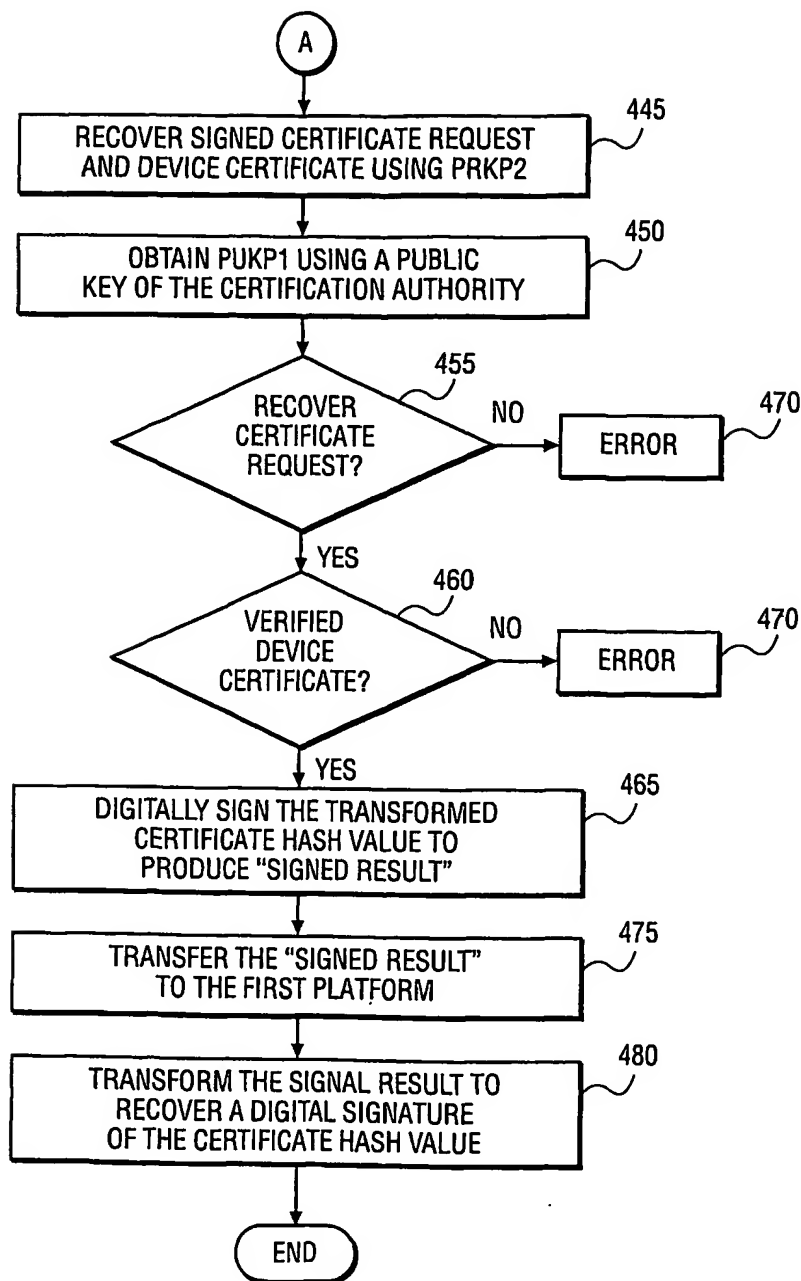 A
445
RECOVER SIGNED CERTIFICATE REQUEST
AND DEVICE CERTIFICATE USING PRKP2
450
OBTAIN PUKP1 USING A PUBLIC
KEY OF THE CERTIFICATION AUTHORITY
455
RECOVER
CERTIFICATE
REQUEST?
NO
470
ERROR
YES
460
VERIFIED
DEVICE
CERTIFICATE?
NO
470
ERROR
YES
465
DIGITALLY SIGN THE TRANSFORMED
CERTIFICATE HASH VALUE TO
PRODUCE “SIGNED RESULT”
475
TRANSFER THE “SIGNED RESULT”
TO THE FIRST PLATFORM
480
TRANSFORM THE SIGNAL RESULT TO
RECOVER A DIGITAL SIGNATURE
OF THE CERTIFICATE HASH VALUE
END